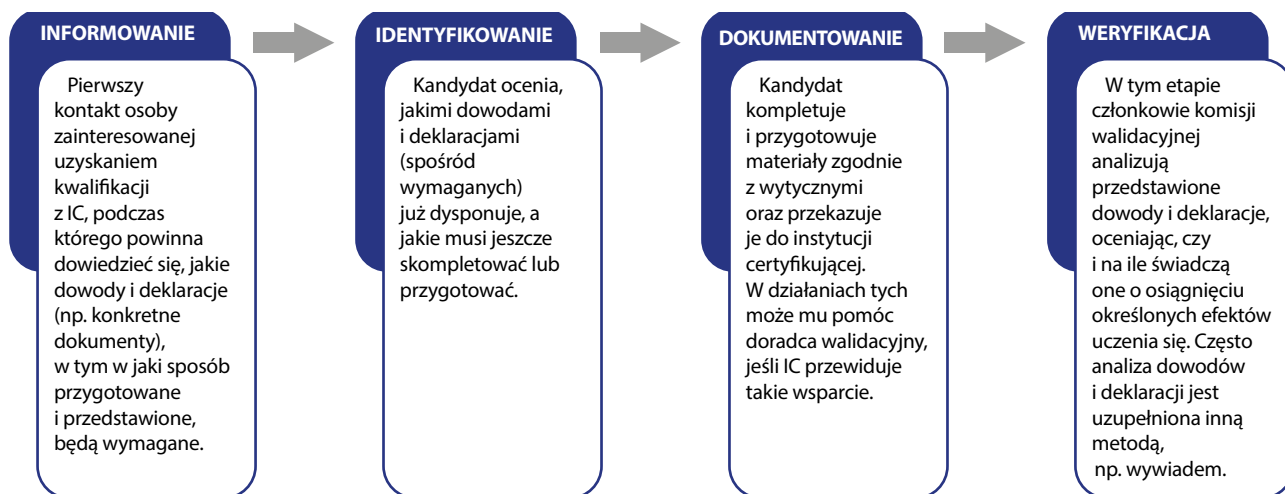 INFORMOWANIE
Pierwszy
kontakt osoby
zainteresowanej
uzyskaniem
kwalifikacji
z IC, podczas
którego powinna
dowiedzieć się, jakie
dowody i deklaracje
(np. konkretne
dokumenty),
w tym w jaki sposób
przygotowane
i przedstawione,
będą wymagane.
IDENTYFIKOWANIE
Kandydat ocenia,
jakimi dowodami
i deklaracjami
(spośród
wymaganych)
już dysponuje, a
jakie musi jeszcze
skompletować lub
przygotować.
DOKUMENTOWANIE
Kandydat
kompletuje
i przygotowuje
materiały zgodnie
z wytycznymi
oraz przekazuje
je do instytucji
certyfikującej.
W działaniach tych
może mu pomóc
doradca walidacyjny,
jeśli IC przewiduje
takie wsparcie.
WERYFIKACJA
W tym etapie
członkowie komisji
walidacyjnej
analizują
przedstawione
dowody i deklaracje,
oceniając, czy
i na ile świadczą
one o osiągnięciu
określonych efektów
uczenia się. Często
analiza dowodów
i deklaracji jest
uzupełniona inną
metodą,
np. wywiadem.